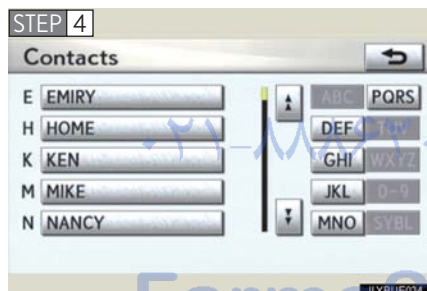 STEP 4
Contacts
E EMIRY ABC PQRS
H HOME DEF TUV
K KEN GHI WXYZ
M MIKE JKL 0-9
N NANCY MNO SYBL